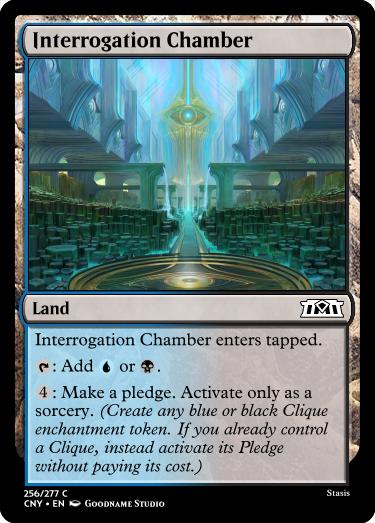 Interrogation Chamber
Land
Interrogation Chamber enters tapped.
: Add or .
4 : Make a pledge. Activate only as a
sorcery. (Create any blue or black Clique
enchantment token. If you already control
a Clique, instead activate its Pledge
without paying its cost.)
256/277 C
Stasis
CNY • EN Goodname Studio